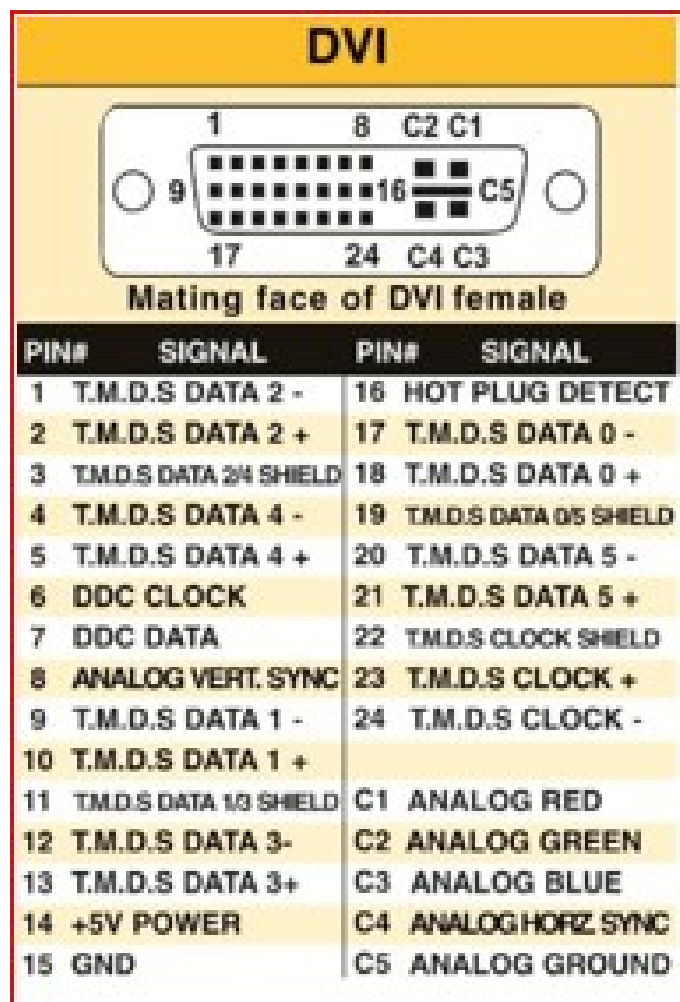 DVI
1 8 C2 C1
9 16 C5
17 24 C4 C3
Mating face of DVI female
PIN# SIGNAL PIN# SIGNAL
1 T.M.D.S DATA 2 - 16 HOT PLUG DETECT
2 T.M.D.S DATA 2 + 17 T.M.D.S DATA 0 -
3 T.M.D.S DATA 2/4 SHIELD 18 T.M.D.S DATA 0 +
4 T.M.D.S DATA 4 - 19 T.M.D.S DATA 0/5 SHIELD
5 T.M.D.S DATA 4 + 20 T.M.D.S DATA 5 -
6 DDC CLOCK 21 T.M.D.S DATA 5 +
7 DDC DATA 22 T.M.D.S CLOCK SHIELD
8 ANALOG VERT. SYNC 23 T.M.D.S CLOCK +
9 T.M.D.S DATA 1 - 24 T.M.D.S CLOCK -
10 T.M.D.S DATA 1 +
11 T.M.D.S DATA 1/3 SHIELD C1 ANALOG RED
12 T.M.D.S DATA 3- C2 ANALOG GREEN
13 T.M.D.S DATA 3+ C3 ANALOG BLUE
14 +5V POWER C4 ANALOG HORZ. SYNC
15 GND C5 ANALOG GROUND